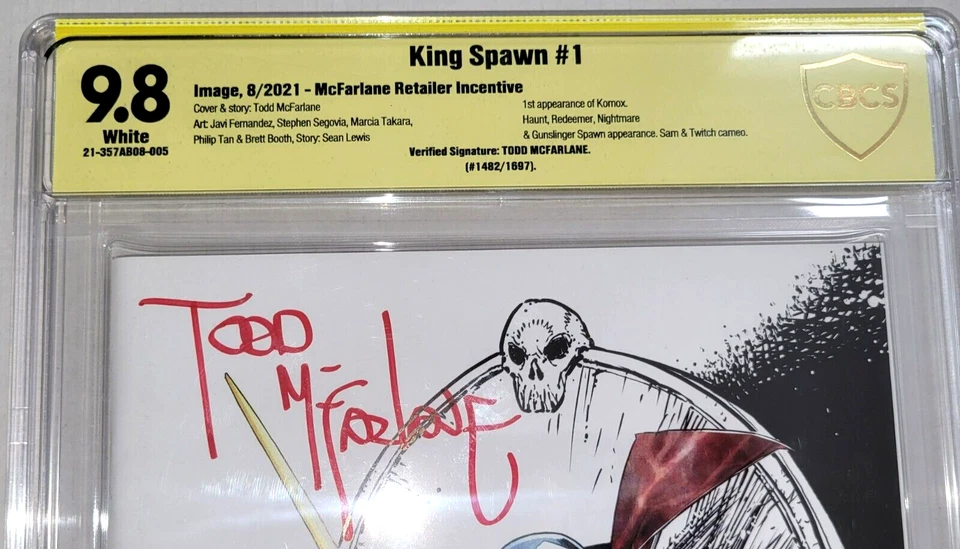 King Spawn #1
9.8
White
21-357AB08-005
Image, 8/2021 - McFarlane Retailer Incentive
Cover & story: Todd McFarlane
Art: Javi Fernandez, Stephen Segovia, Marcia Takara,
Philip Tan & Brett Booth, Story: Sean Lewis
1st appearance of Komox.
Haunt, Redeemer, Nightmare
& Gunslinger Spawn appearance. Sam & Twitch cameo.
Verified Signature: TODD MCFARLANE.
(#1482/1697).
CBCS
TODD
McFARLANE